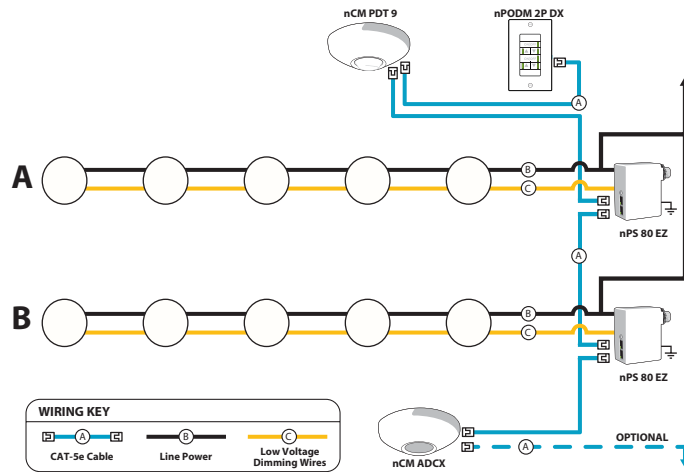 nCM PDT 9
nPODM 2P DX
A
A
B
C
nPS 80 EZ
A
B
B
C
nPS 80 EZ
WIRING KEY
A
B
C
CAT-5e Cable
Line Power
Low Voltage
Dimming Wires
nCM ADCX
A
OPTIONAL